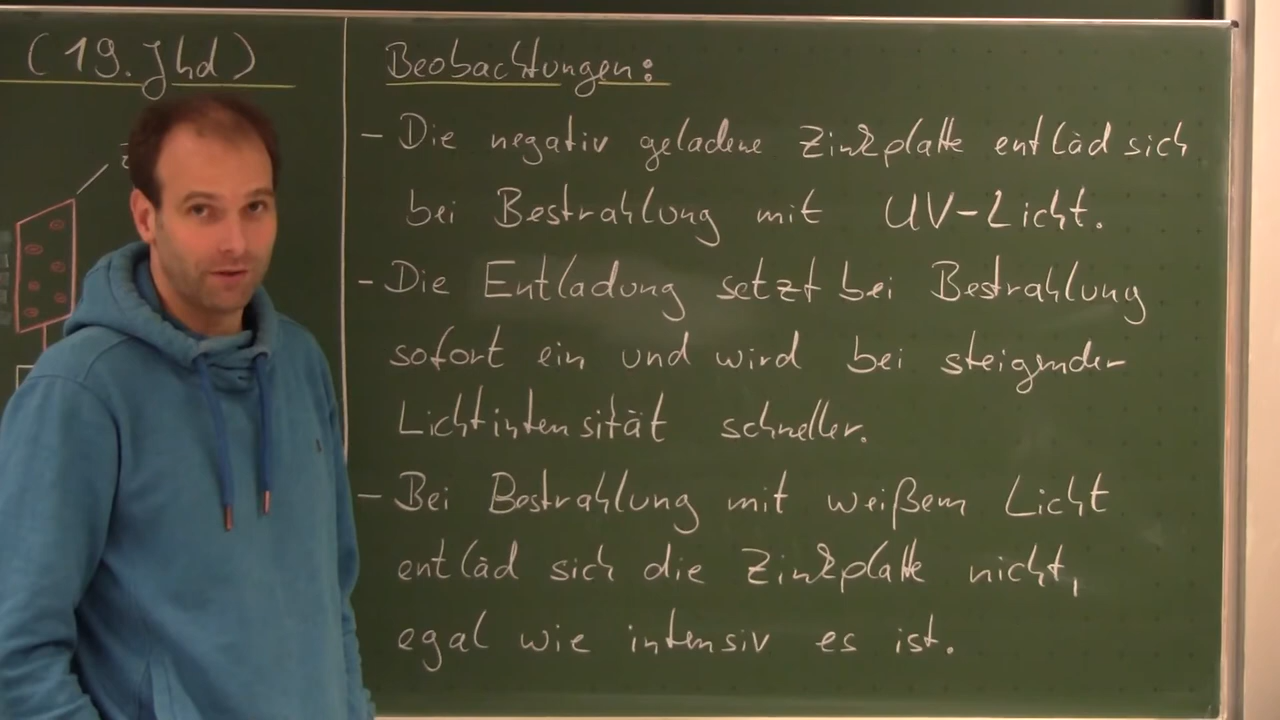 (19. Jhd)
Beobachtungen:
- Die negativ geladene Zinkplatte entläd sich
bei Bestrahlung mit UV-Licht.
- Die Entladung setzt bei Bestrahlung
sofort ein und wird bei steigender
Lichtintensität schneller.
- Bei Bestrahlung mit weißem Licht
entläd sich die Zinkplatte nicht,
egal wie intensiv es ist.